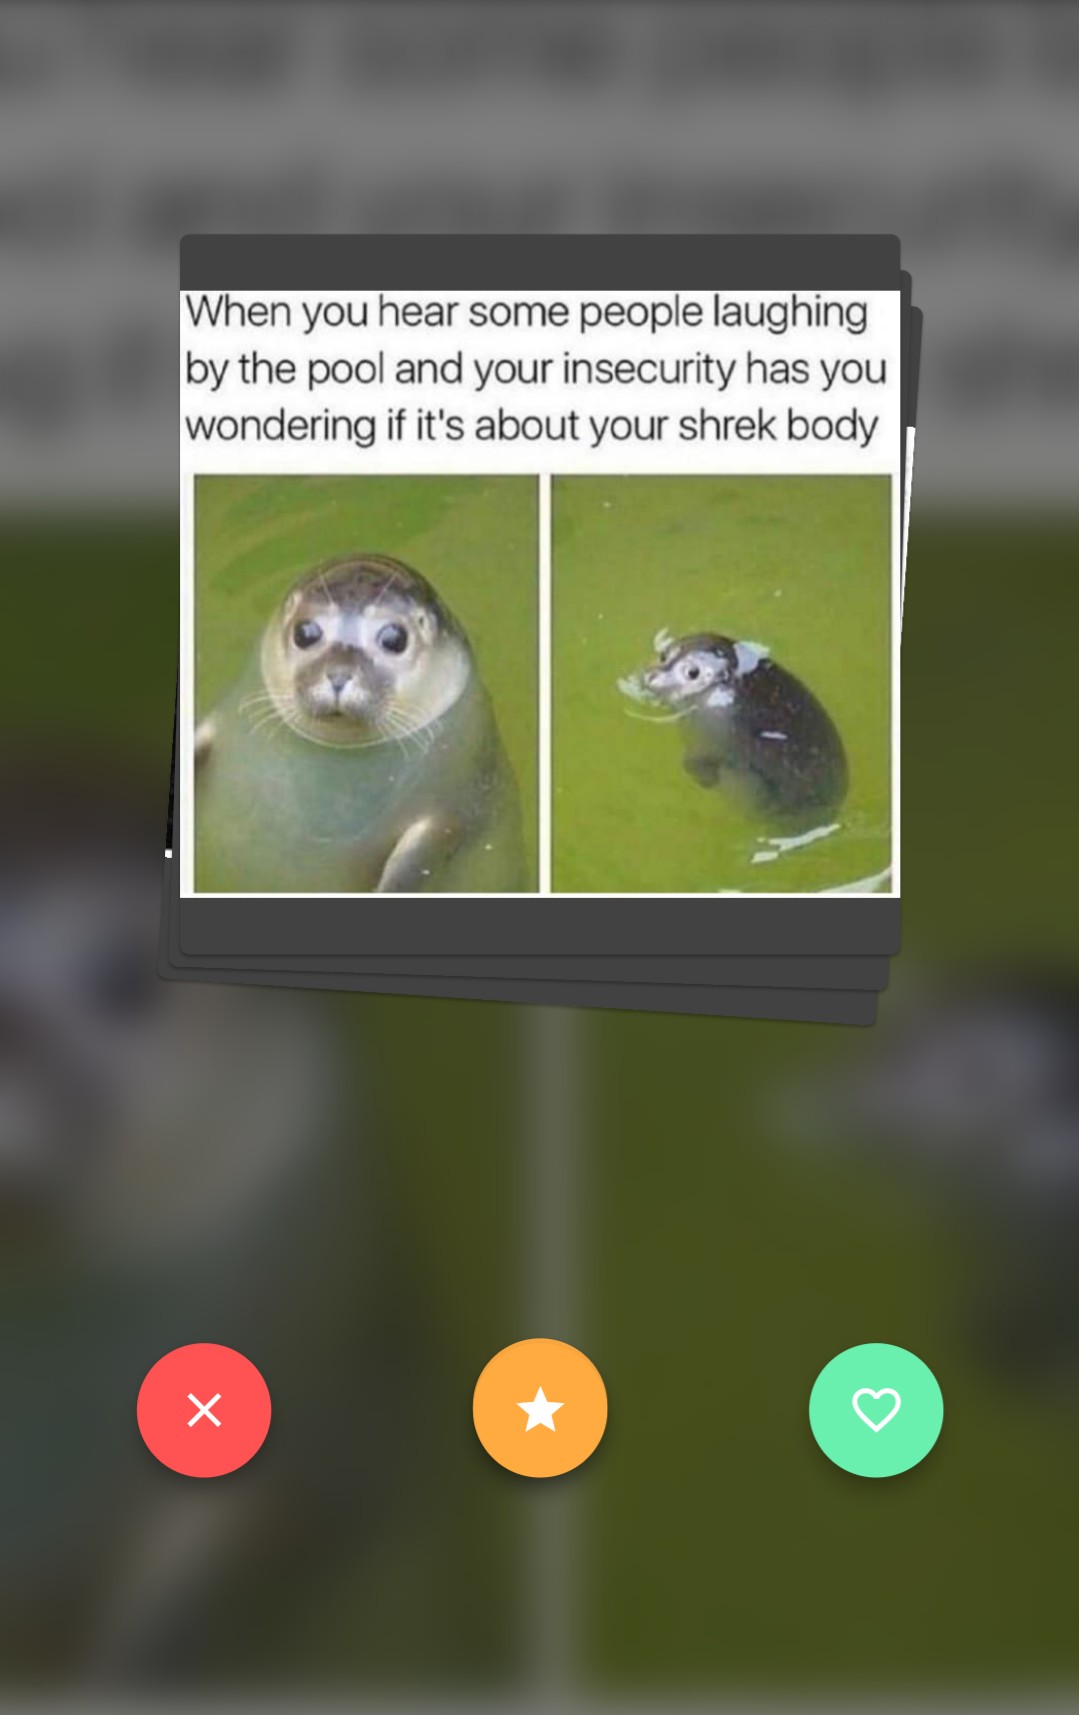 When you hear some people laughing
by the pool and your insecurity has you
wondering if it's about your shrek body